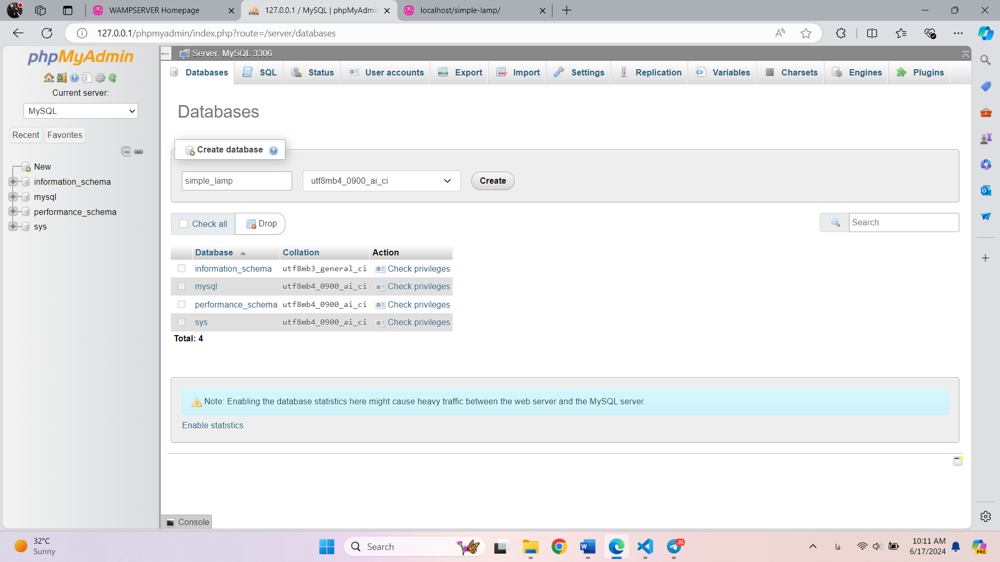 WAMPSERVER Homepage
127.0.0.1 / MySQL | phpMyAdmin
localhost/simple-lamp/
127.0.0.1/phpmyadmin/index.php?route=/server/databases
phpMyAdmin
Current server:
MySQL
Recent
Favorites
New
information_schema
mysql
performance_schema
sys
Server: MySQL:3306
Databases
SQL
Status
User accounts
Export
Import
Settings
Replication
Variables
Charsets
Engines
Plugins
Databases
Create database
simple_lamp
utf8mb4_0900_ai_ci
Create
Check all
Drop
Search
Database
Collation
Action
information_schema utf8mb3_general_ci Check privileges
mysql utf8mb4_0900_ai_ci Check privileges
performance_schema utf8mb4_0900_ai_ci Check privileges
sys utf8mb4_0900_ai_ci Check privileges
Total: 4
Note: Enabling the database statistics here might cause heavy traffic between the web server and the MySQL server.
Enable statistics
Console
32°C
Sunny
Search
86
فا
10:11 AM
6/17/2024
PRE